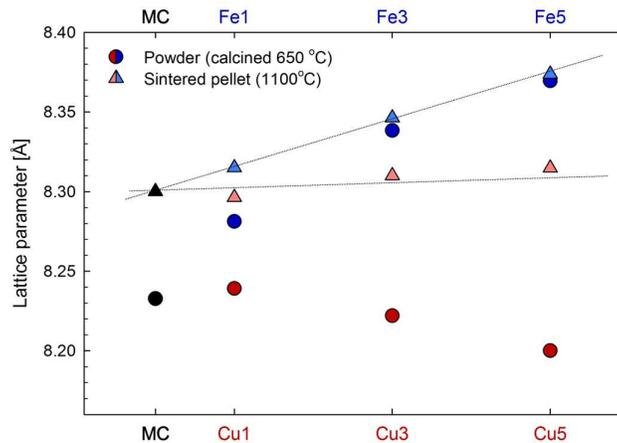 MC Fe1 Fe3 Fe5
8.40
Powder (calcined 650 °C)
Sintered pellet (1100°C)
8.35
8.30
8.25
8.20
Lattice parameter [Å]
MC Cu1 Cu3 Cu5